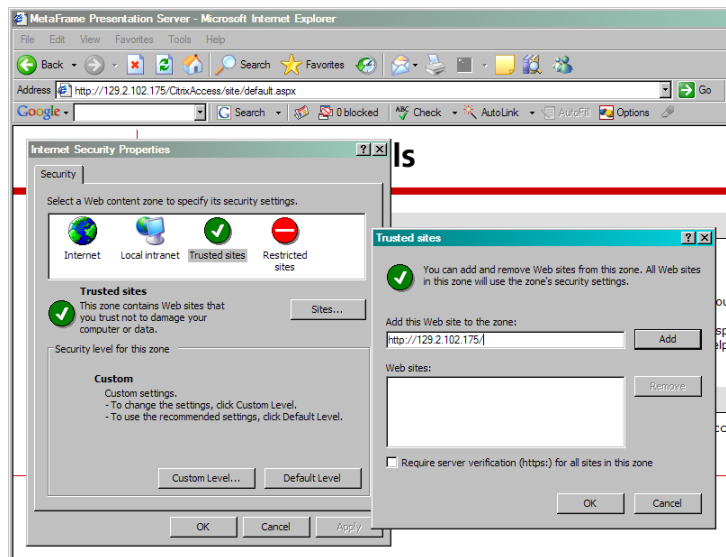 MetaFrame Presentation Server - Microsoft Internet Explorer
File Edit View Favorites Tools Help
Back Search Favorites
Address http://129.2.102.175/CitrixAccess/site/default.aspx Go
Google Search 0 blocked ABC Check AutoLink AutoFill Options
ls
Internet Security Properties
Security
Select a Web content zone to specify its security settings.
Internet Local intranet Trusted sites Restricted
sites
Trusted sites
This zone contains Web sites that
you trust not to damage your
computer or data.
Sites...
Security level for this zone
Custom
Custom settings.
- To change the settings, click Custom Level.
- To use the recommended settings, click Default Level.
Custom Level... Default Level
OK Cancel Apply
Trusted sites
You can add and remove Web sites from this zone. All Web sites
in this zone will use the zone's security settings.
Add this Web site to the zone:
http://129.2.102.175/ Add
Web sites:
Remove
Require server verification (https:) for all sites in this zone
OK Cancel